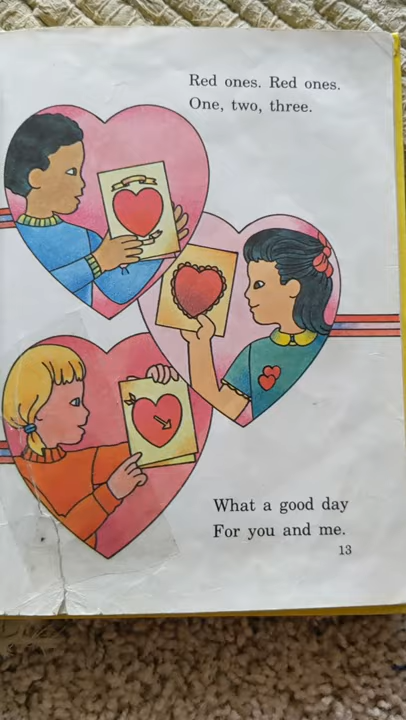 Red ones. Red ones.
One, two, three.
What a good day
For you and me.
13